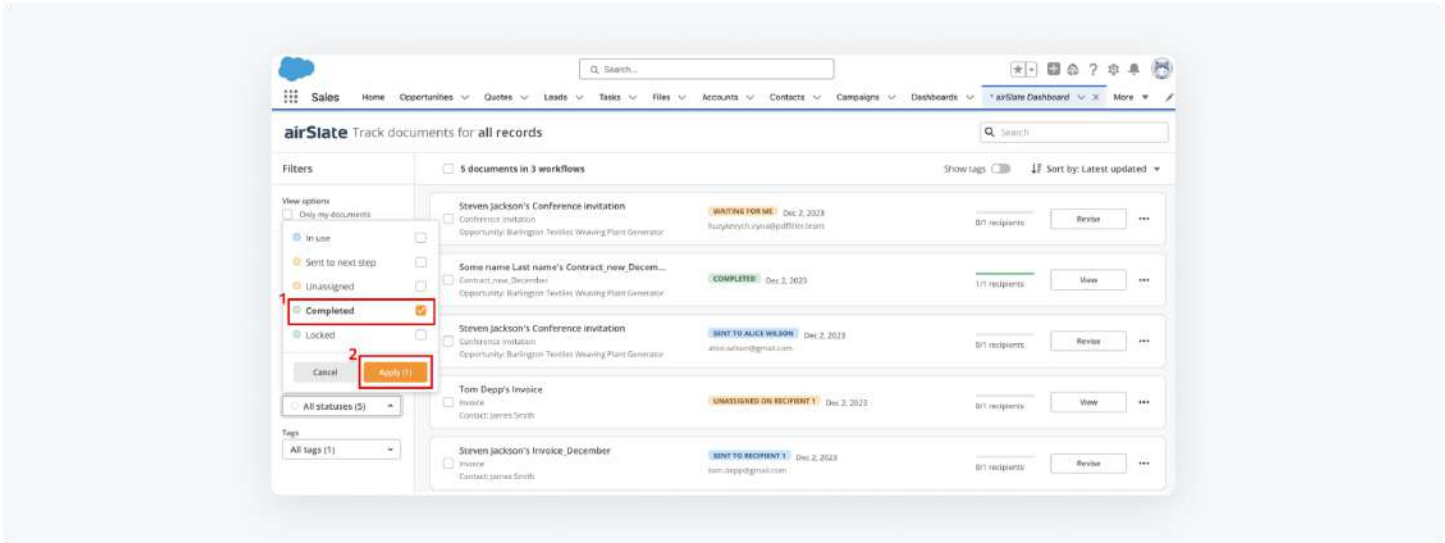 Search...
Sales Home Opportunities Quotes Leads Tasks Files Accounts Contacts Campaigns Dashboards * airSlate Dashboard More
airSlate Track documents for all records
Search
Filters
5 documents in 3 workflows
Show tags
Sort by: Latest updated
View options
Only my documents
In use
Sent to next step
Unassigned
1
Completed
Locked
2
Cancel
Apply (1)
All statuses (5)
Tags
All tags (1)
Steven Jackson's Conference invitation
Conference invitation
Opportunity: Burlington Textiles Weaving Plant Generator
WAITING FOR ME Dec 2, 2023
0/1 recipients
Revise
Some name Last name's Contract_new_Decem...
Contract_new_December
Opportunity: Burlington Textiles Weaving Plant Generator
COMPLETED Dec 2, 2023
1/1 recipients
View
Steven Jackson's Conference invitation
Conference invitation
Opportunity: Burlington Textiles Weaving Plant Generator
SENT TO ALICE WILSON Dec 2, 2023
alice.wilson@gmail.com
0/1 recipients
Revise
Tom Depp's Invoice
Invoice
Contact: James Smith
UNASSIGNED ON RECIPIENT 1 Dec 2, 2023
0/1 recipients
View
Steven Jackson's Invoice_December
Invoice
Contact: James Smith
SENT TO RECIPIENT 1 Dec 2, 2023
tom.depp@gmail.com
0/1 recipients
Revise